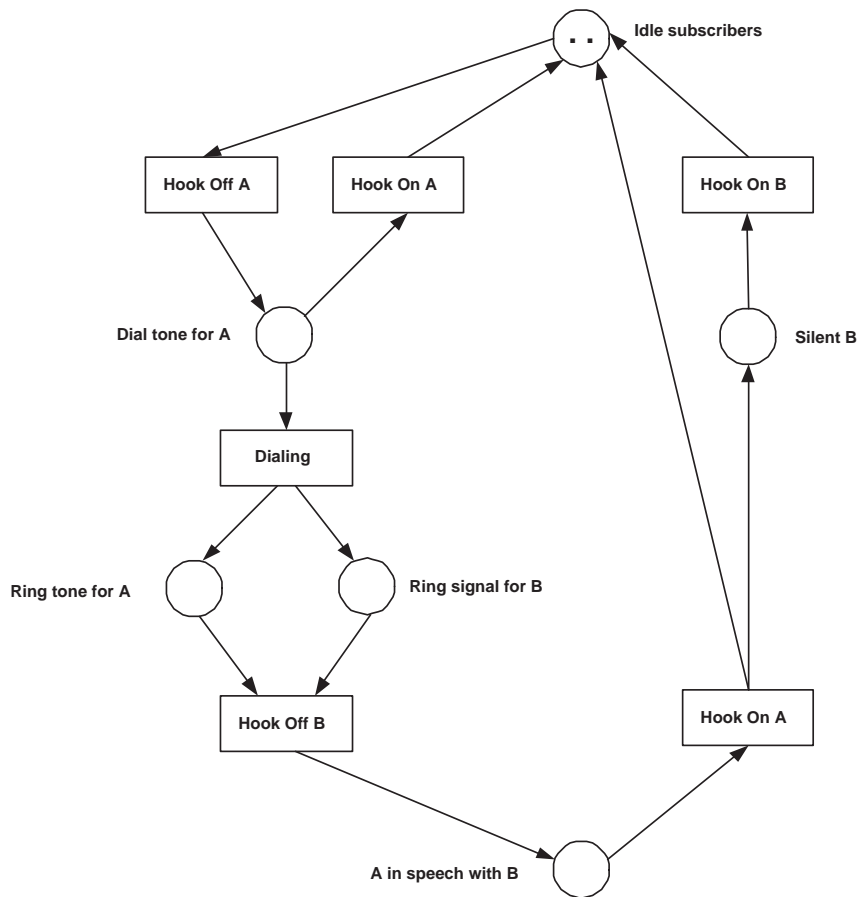 Idle subscribers
Hook Off A
Hook On A
Hook On B
Dial tone for A
Silent B
Dialing
Ring tone for A
Ring signal for B
Hook Off B
Hook On A
A in speech with B